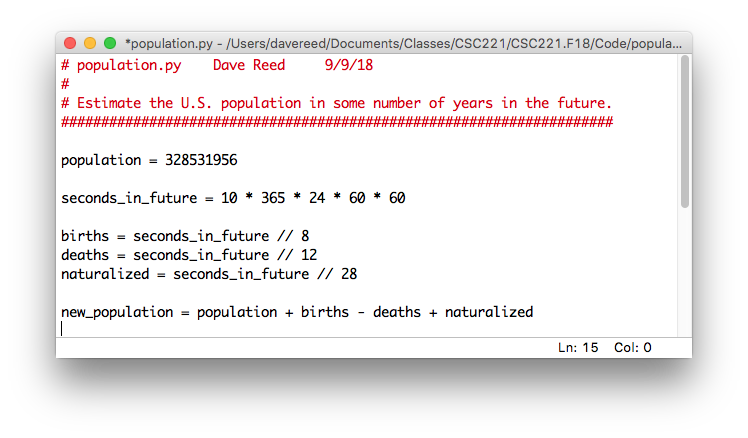 *population.py - /Users/davereed/Documents/Classes/CSC221/CSC221.F18/Code/popula...
# population.py    Dave Reed     9/9/18
#
# Estimate the U.S. population in some number of years in the future.
#####################################################################
population = 328531956
seconds_in_future = 10 * 365 * 24 * 60 * 60
births = seconds_in_future // 8
deaths = seconds_in_future // 12
naturalized = seconds_in_future // 28
new_population = population + births - deaths + naturalized
Ln: 15    Col: 0